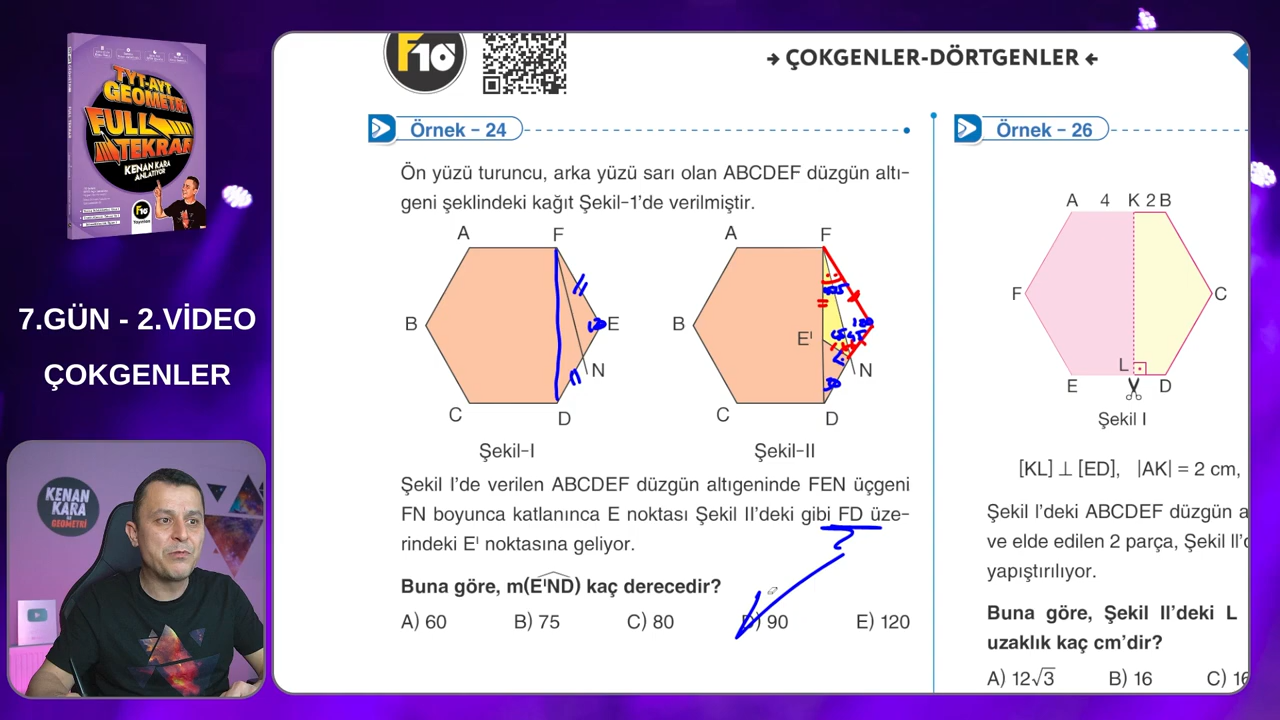 TYT-AYT
GEOMETRİ
FULL
TEKRAR
KENAN KARA
ANLATIYOR
F10
7.GÜN - 2.VİDEO
ÇOKGENLER
KENAN
KARA
GEOMETRİ
F10
→ ÇOKGENLER-DÖRTGENLER ←
Örnek – 24
Ön yüzü turuncu, arka yüzü sarı olan ABCDEF düzgün altı-
geni şeklindeki kağıt Şekil-1'de verilmiştir.
A F
B E
N
C D
Şekil-I
A F
B E'
N
C D
Şekil-II
Şekil I'de verilen ABCDEF düzgün altıgeninde FEN üçgeni
FN boyunca katlanınca E noktası Şekil II'deki gibi FD üze-
rindeki E' noktasına geliyor.
Buna göre, m(E'ND) kaç derecedir?
A) 60 B) 75 C) 80 D) 90 E) 120
Örnek – 26
A 4 K 2 B
F C
L
E D
Şekil I
[KL] ⊥ [ED], |AK| = 2 cm,
Şekil I'deki ABCDEF düzgün a
ve elde edilen 2 parça, Şekil II'
yapıştırılıyor.
Buna göre, Şekil II'deki L
uzaklık kaç cm'dir?
A) 12√3 B) 16 C) 16